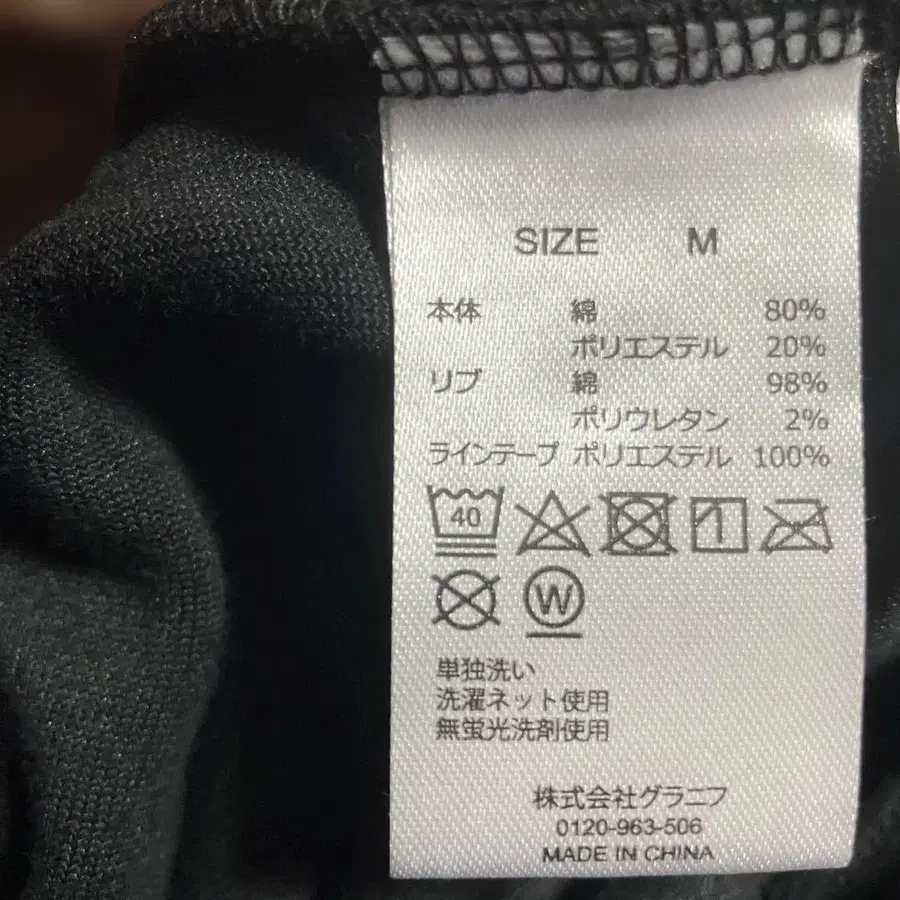 SIZE M
本体 綿 80%
ポリエステル 20%
リブ 綿 98%
ポリウレタン 2%
ラインテープ ポリエステル 100%
40
W
単独洗い
洗濯ネット使用
無蛍光洗剤使用
株式会社グラニフ
0120-963-506
MADE IN CHINA